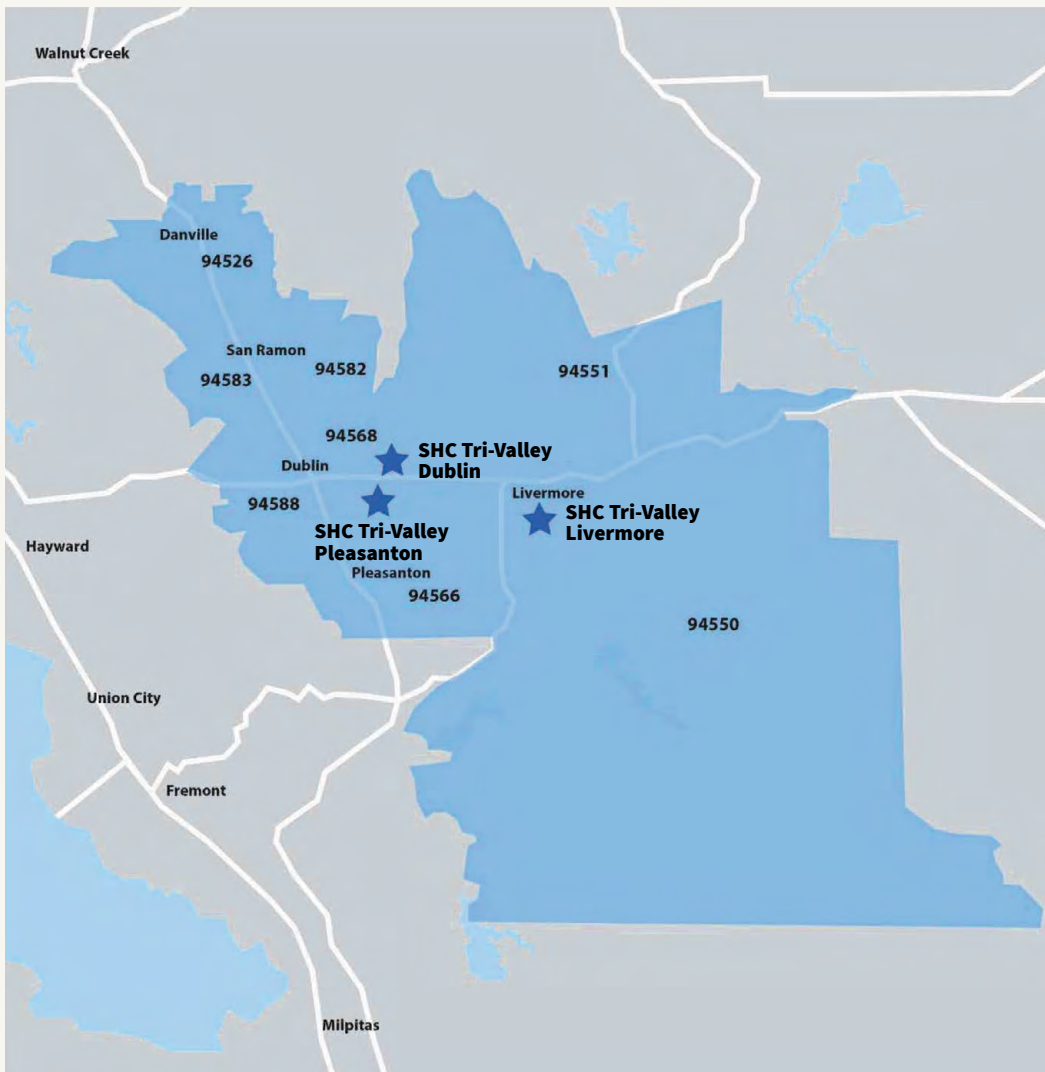 Walnut Creek
Danville
94526
San Ramon
94582
94583
94551
94568
SHC Tri-Valley
Dublin
Dublin
94588
Livermore
SHC Tri-Valley
Livermore
SHC Tri-Valley
Pleasanton
Hayward
Pleasanton
94566
94550
Union City
Fremont
Milpitas